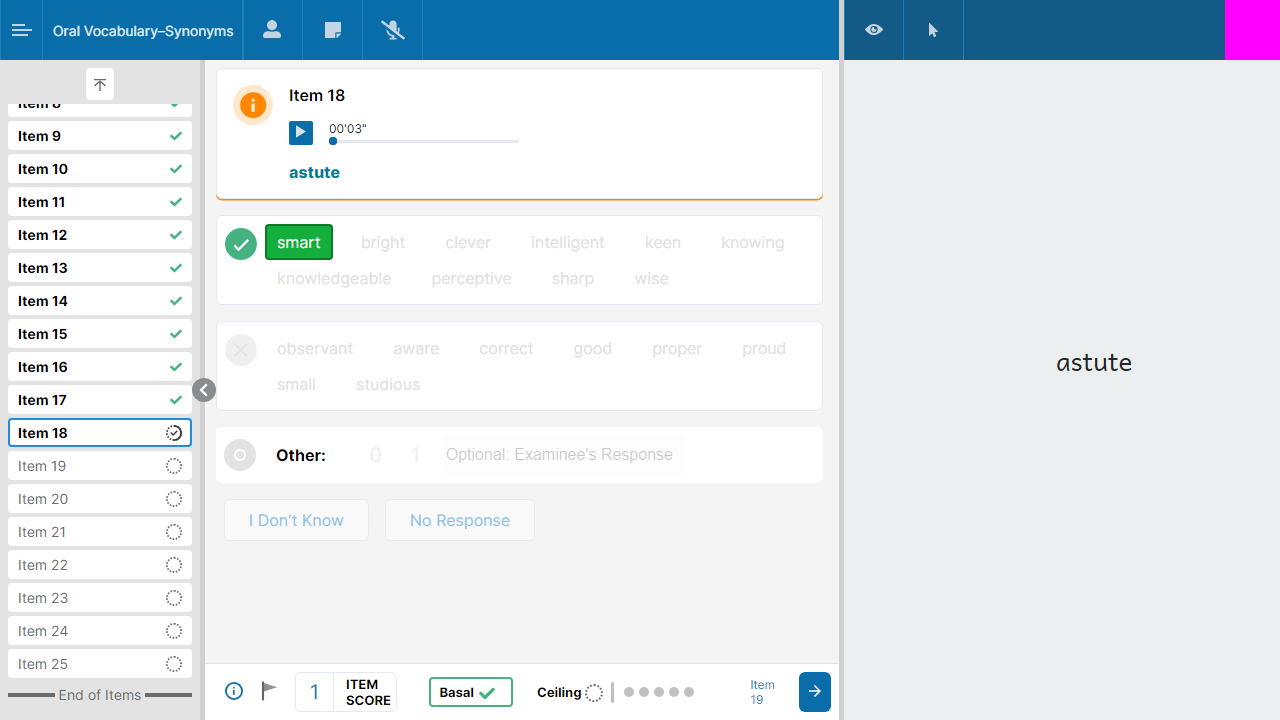 Oral Vocabulary–Synonyms
Item 8
Item 9
Item 10
Item 11
Item 12
Item 13
Item 14
Item 15
Item 16
Item 17
Item 18
Item 19
Item 20
Item 21
Item 22
Item 23
Item 24
Item 25
End of Items
Item 18
00'03"
astute
smart bright clever intelligent keen knowing
knowledgeable perceptive sharp wise
observant aware correct good proper proud
small studious
Other: 0 1 Optional: Examinee's Response
I Don't Know No Response
1 ITEM SCORE Basal Ceiling Item 19
astute